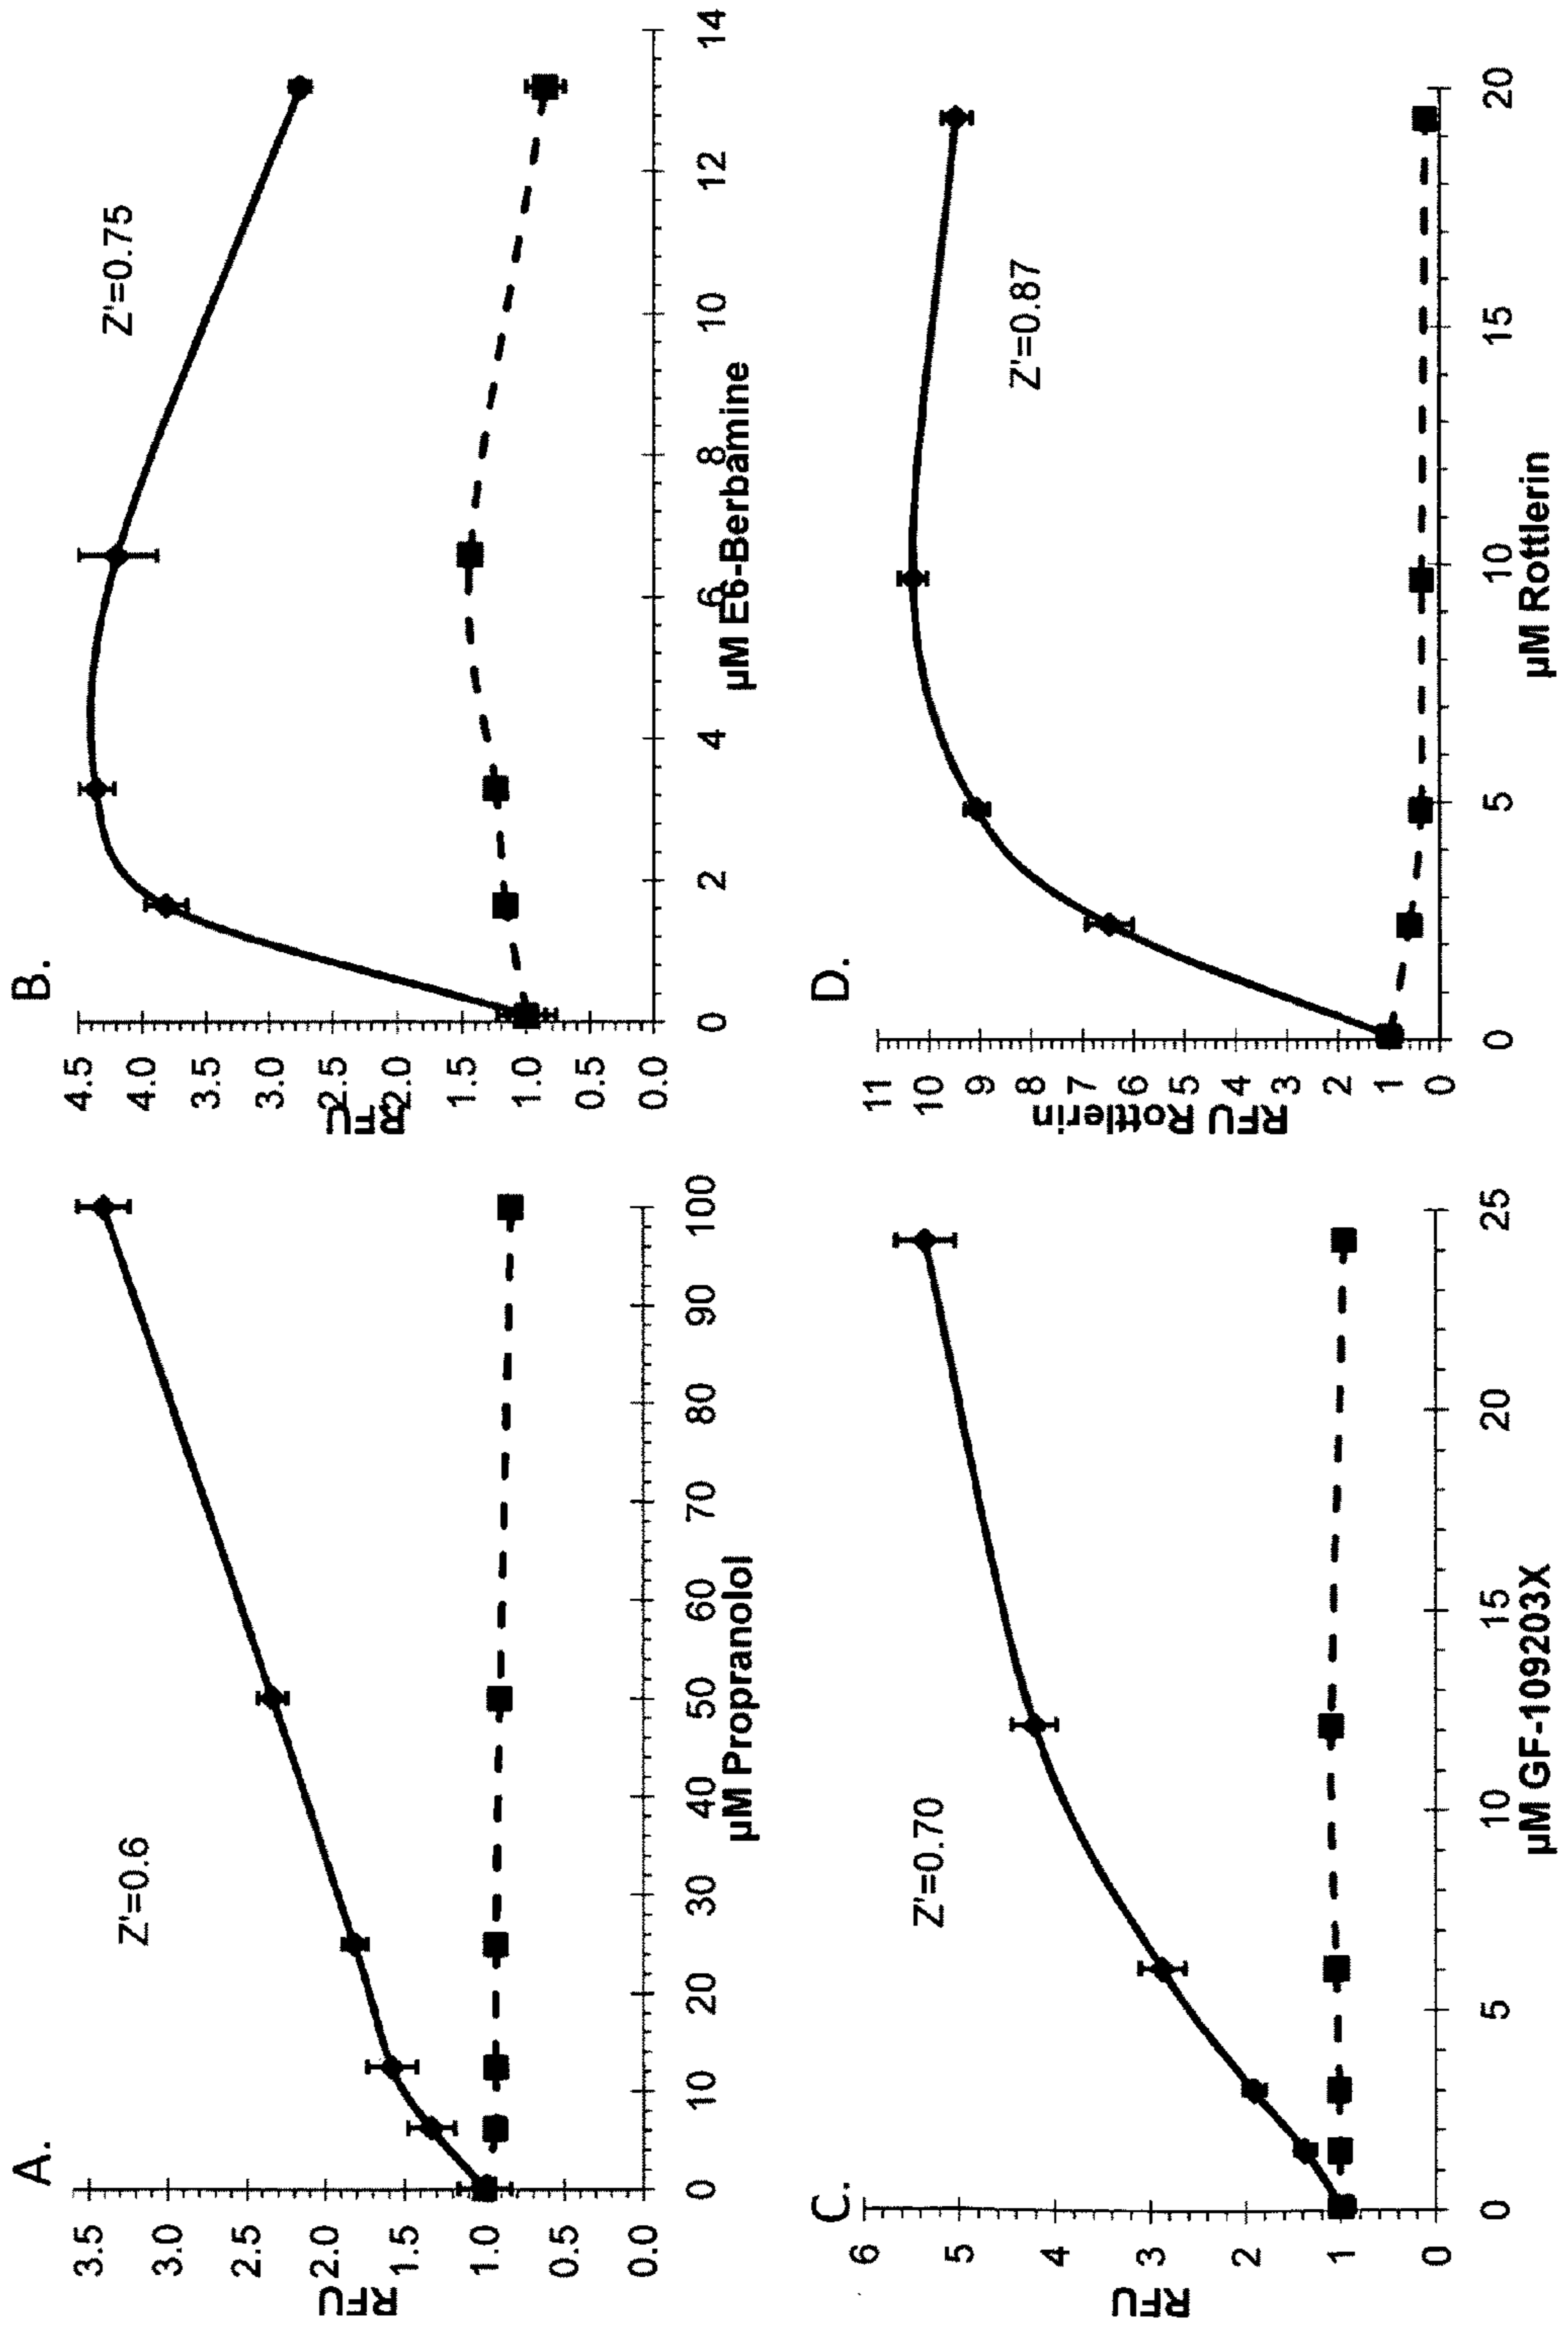 A.
3.5
3.0
2.5
2.0
1.5
1.0
0.5
0.0
RFU
Z'=0.6
0 10 20 30 40 50 60 70 80 90 100
µM Propranolol
B.
4.5
4.0
3.5
3.0
2.5
2.0
1.5
1.0
0.5
0.0
RFU
Z'=0.75
0 2 4 6 8 10 12 14
µM E6-Berbamine
C.
6
5
4
3
2
1
0
RFU
Z'=0.70
0 5 10 15 20 25
µM GF-109203X
D.
11
10
9
8
7
6
5
4
3
2
1
0
RFU Rottlerin
Z'=0.87
0 5 10 15 20
µM Rottlerin